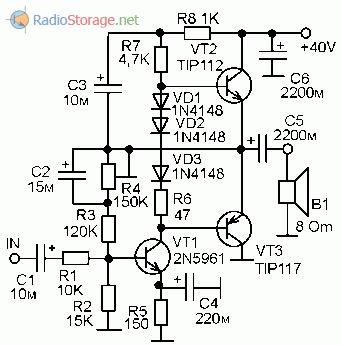 RadioStorage.net
R8 1K
+40V
R7
4,7K
VT2
TIP112
C6
2200м
C3
10м
VD1
1N4148
VD2
1N4148
C5
2200м
C2
15м
VD3
1N4148
R4
150K
R6
47
B1
8 Om
R3
120K
VT1
2N5961
VT3
TIP117
IN
C1
10м
R1
10K
R2
15K
R5
150
C4
220м